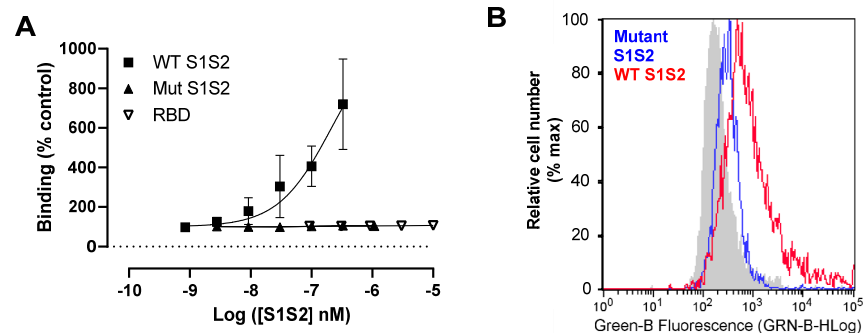 A
Binding (% control)
1000
800
600
400
200
0
WT S1S2
Mut S1S2
RBD
-10
-9
-8
-7
-6
-5
Log ([S1S2] nM)
B
Relative cell number
(% max)
100
80
60
40
20
0
Mutant
S1S2
WT S1S2
10^0
10^1
10^2
10^3
10^4
10^5
Green-B Fluorescence (GRN-B-HLog)